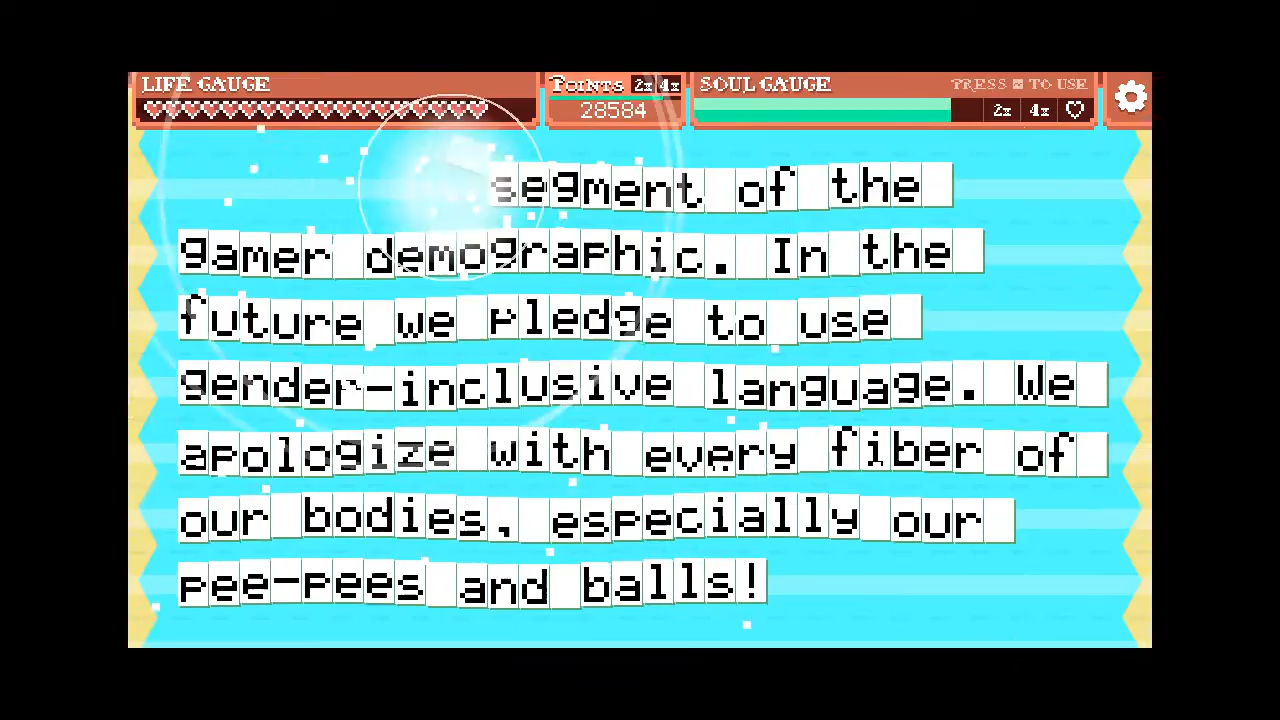 LIFE GAUGE
POINTS 2x 4x
28584
SOUL GAUGE
PRESS TO USE
2x 4x
segment of the
gamer demographic. In the
future we pledge to use
gender-inclusive language. We
apologize with every fiber of
our bodies, especially our
pee-pees and balls!